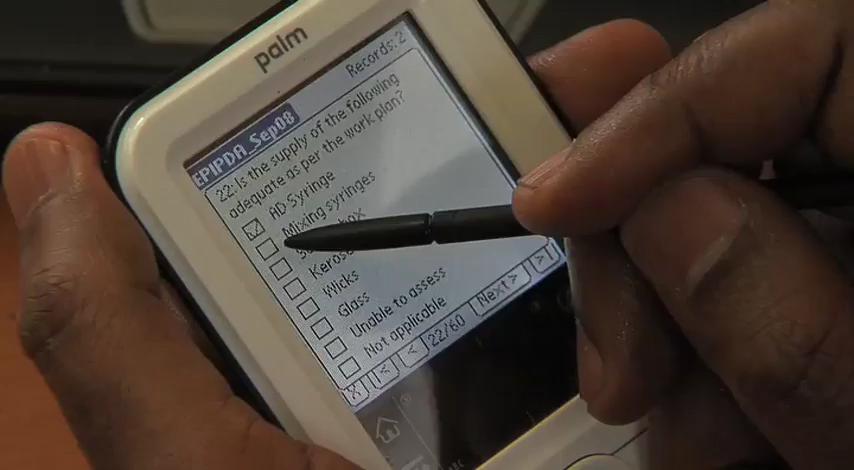 palm
EPIPDA_Sep08 Records: 2
22: Is the supply of the following
adequate as per the work plan?
AD-Syringe
Mixing syringes
Wicks
Glass
Unable to assess
Not applicable
X |< < 22/60 Next> >|